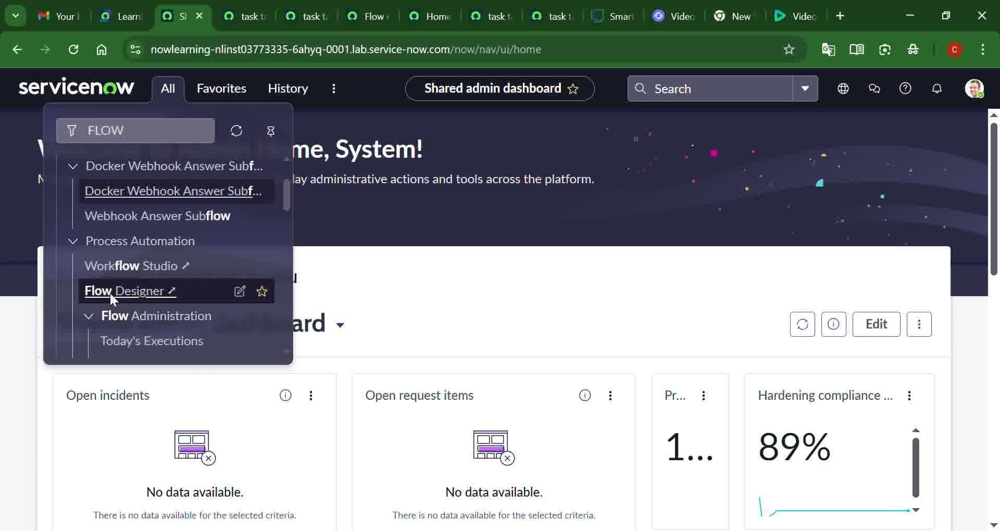 Your
Learn
task
task
Flow
Home
task
task
Smar
Video
New
Video
nowlearning-nlinst03773335-6ahyq-0001.lab.service-now.com/now/nav/ui/home
C
servicenow
All
Favorites
History
Shared admin dashboard
Search
FLOW
me, System!
Docker Webhook Answer Subf...
day administrative actions and tools across the platform.
Docker Webhook Answer Subf...
Webhook Answer Subflow
Process Automation
Workflow Studio
Flow Designer
Flow Administration
Today's Executions
Edit
Open incidents
Open request items
Pr...
Hardening compliance ...
1...
89%
No data available.
No data available.
There is no data available for the selected criteria.
There is no data available for the selected criteria.